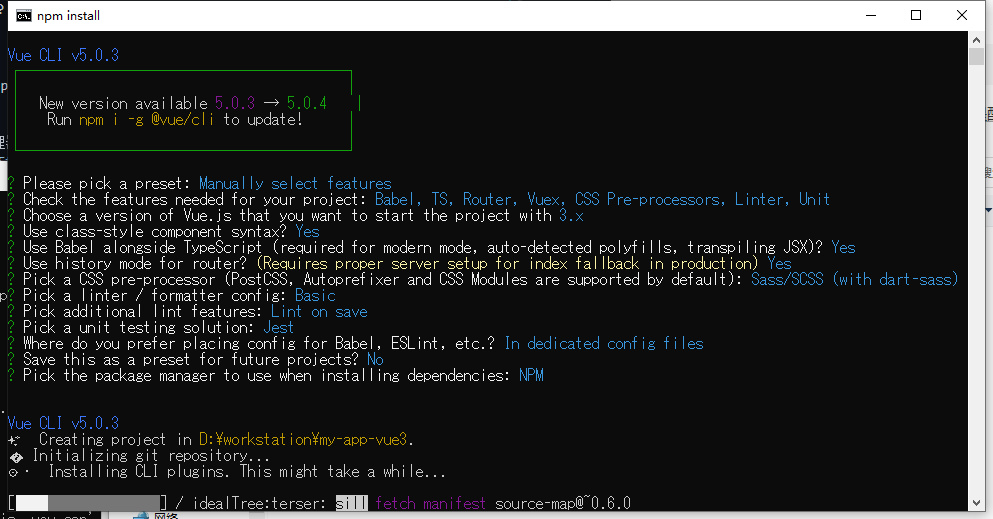 npm install
Vue CLI v5.0.3
New version available 5.0.3 → 5.0.4
Run npm i -g @vue/cli to update!
? Please pick a preset: Manually select features
? Check the features needed for your project: Babel, TS, Router, Vuex, CSS Pre-processors, Linter, Unit
? Choose a version of Vue.js that you want to start the project with 3.x
? Use class-style component syntax? Yes
? Use Babel alongside TypeScript (required for modern mode, auto-detected polyfills, transpiling JSX)? Yes
? Use history mode for router? (Requires proper server setup for index fallback in production) Yes
? Pick a CSS pre-processor (PostCSS, Autoprefixer and CSS Modules are supported by default): Sass/SCSS (with dart-sass)
? Pick a linter / formatter config: Basic
? Pick additional lint features: Lint on save
? Pick a unit testing solution: Jest
? Where do you prefer placing config for Babel, ESLint, etc.? In dedicated config files
? Save this as a preset for future projects? No
? Pick the package manager to use when installing dependencies: NPM
Vue CLI v5.0.3
Creating project in D:¥workstation¥my-app-vue3.
Initializing git repository...
Installing CLI plugins. This might take a while...
[ ] / idealTree:terser: sill fetch manifest source-map@~0.6.0